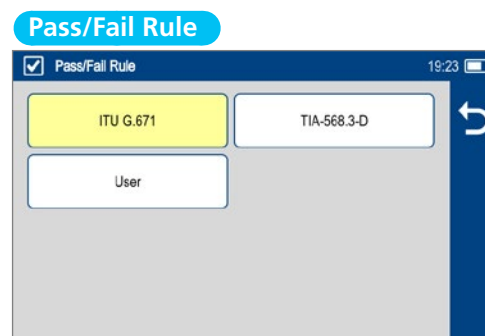 Pass/Fail Rule
Pass/Fail Rule 19:23
ITU G.671 TIA-568.3-D
User